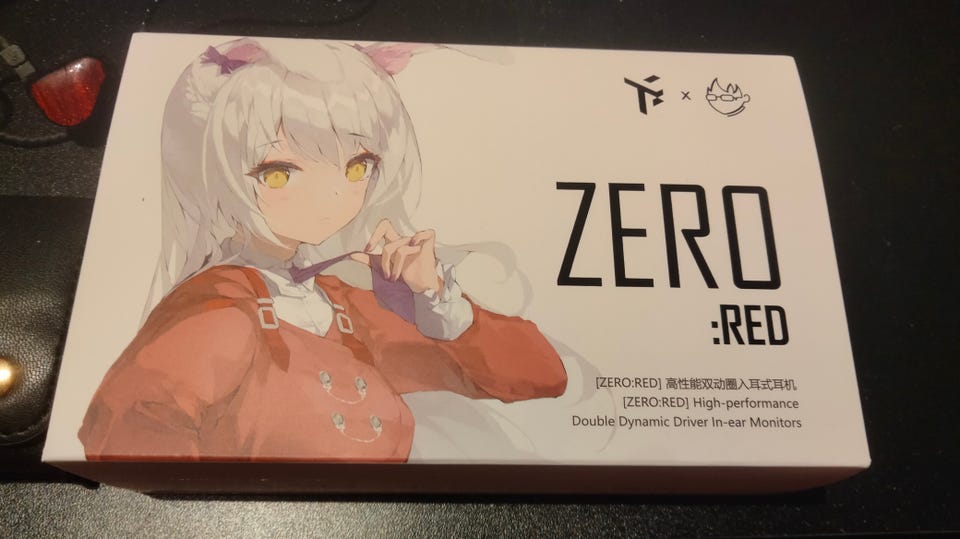 x
ZERO
:RED
[ZERO:RED] 高性能双动圈入耳式耳机
[ZERO:RED] High-performance
Double Dynamic Driver In-ear Monitors